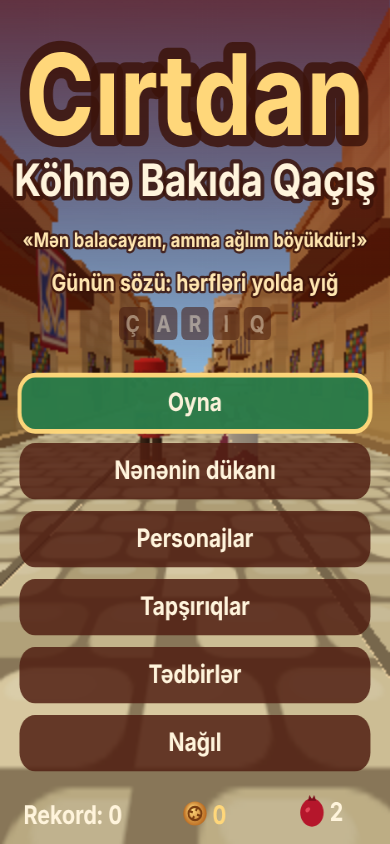 Cırtdan
Köhnə Bakıda Qaçış
«Mən balacayam, amma ağlım böyükdür!»
Günün sözü: hərfləri yolda yığ
Ç A R I Q
Oyna
Nənənin dükanı
Personajlar
Tapşırıqlar
Tədbirlər
Nağıl
Rekord: 0 0 2